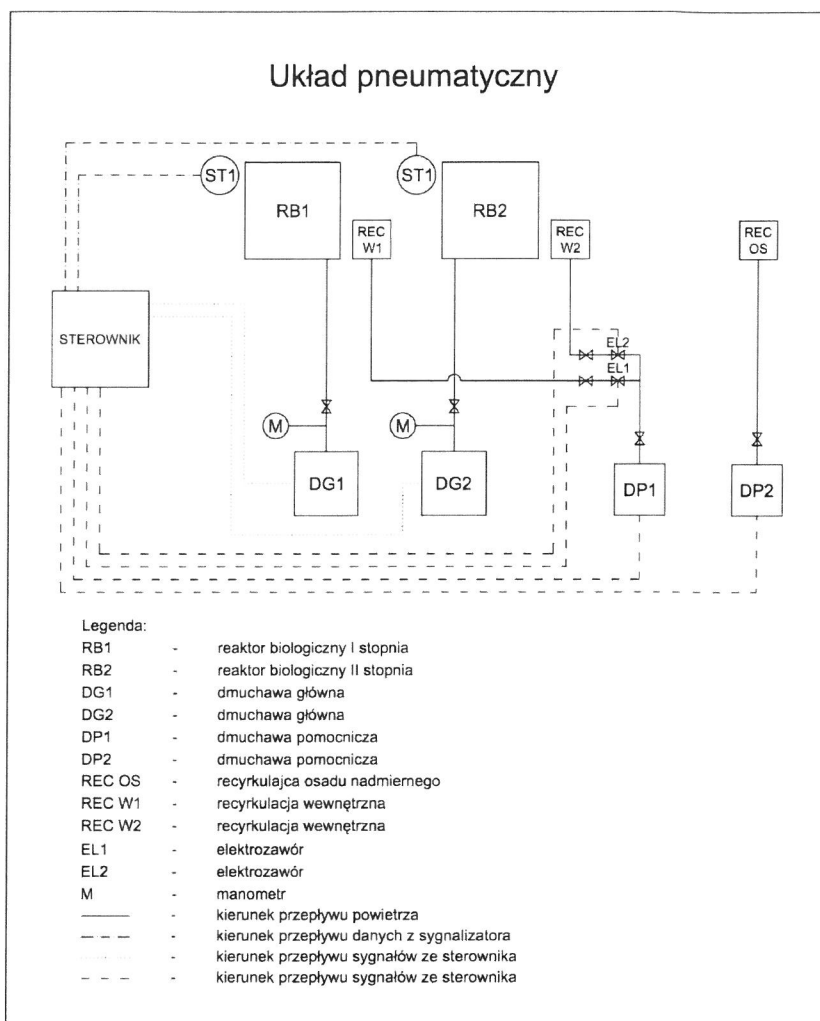 Układ pneumatyczny
ST1
RB1
ST1
RB2
REC
W1
REC
W2
REC
OS
STEROWNIK
EL2
EL1
M
M
DG1
DG2
DP1
DP2
Legenda:
RB1 - reaktor biologiczny I stopnia
RB2 - reaktor biologiczny II stopnia
DG1 - dmuchawa główna
DG2 - dmuchawa główna
DP1 - dmuchawa pomocnicza
DP2 - dmuchawa pomocnicza
REC OS - recyrkulajca osadu nadmiernego
REC W1 - recyrkulacja wewnętrzna
REC W2 - recyrkulacja wewnętrzna
EL1 - elektrozawór
EL2 - elektrozawór
M - manometr
- kierunek przepływu powietrza
- kierunek przepływu danych z sygnalizatora
- kierunek przepływu sygnałów ze sterownika
- kierunek przepływu sygnałów ze sterownika